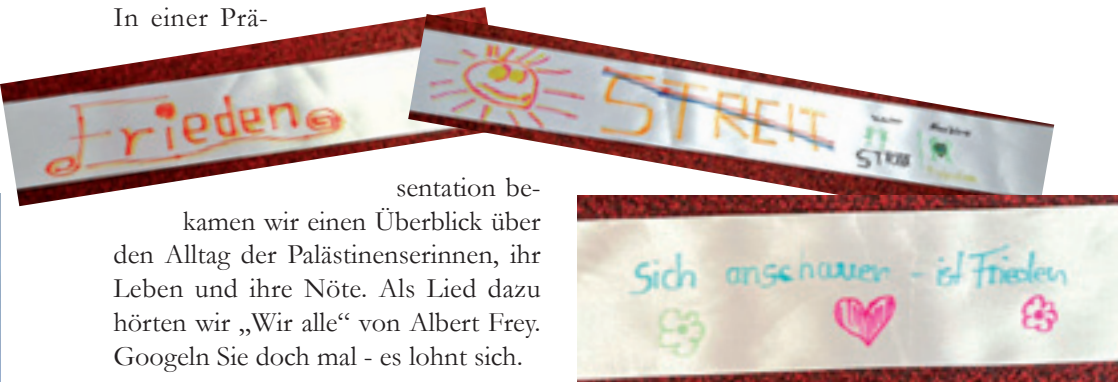 In einer Prä-
Frieden
STREIT
STREIT
sentation be-
kamen wir einen Überblick über
den Alltag der Palästinenserinnen, ihr
Leben und ihre Nöte. Als Lied dazu
hörten wir „Wir alle“ von Albert Frey.
Googeln Sie doch mal - es lohnt sich.
Sich anschauen - ist Frieden